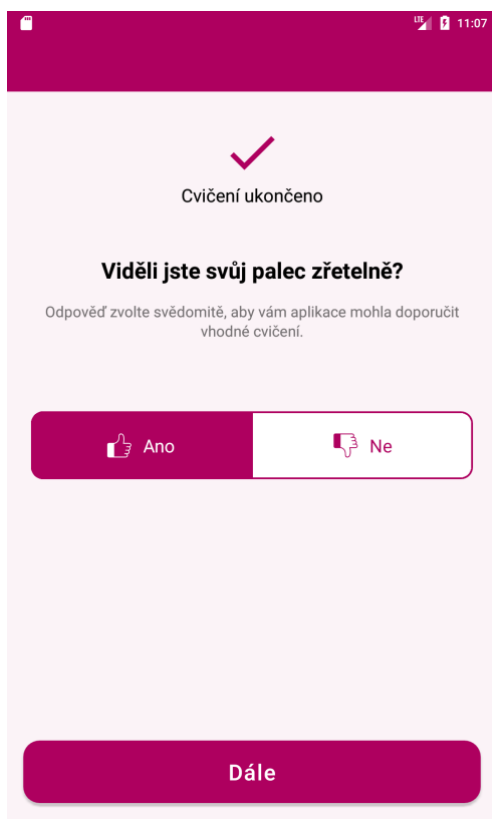 LTE 11:07
Cvičení ukončeno
Viděli jste svůj palec zřetelně?
Odpověď zvolte svědomitě, aby vám aplikace mohla doporučit
vhodné cvičení.
Ano Ne
Dále